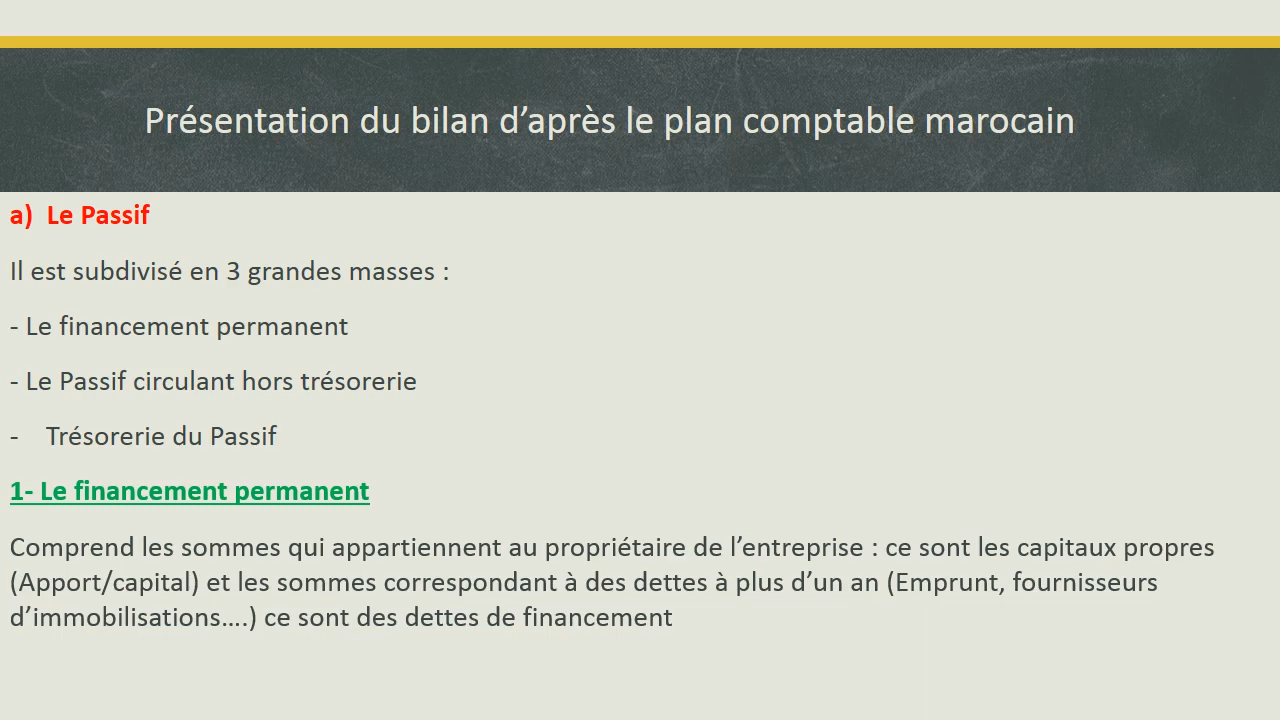 Présentation du bilan d’après le plan comptable marocain
a) Le Passif
Il est subdivisé en 3 grandes masses :
- Le financement permanent
- Le Passif circulant hors trésorerie
- Trésorerie du Passif
1- Le financement permanent
Comprend les sommes qui appartiennent au propriétaire de l’entreprise : ce sont les capitaux propres
(Apport/capital) et les sommes correspondant à des dettes à plus d’un an (Emprunt, fournisseurs
d’immobilisations….) ce sont des dettes de financement